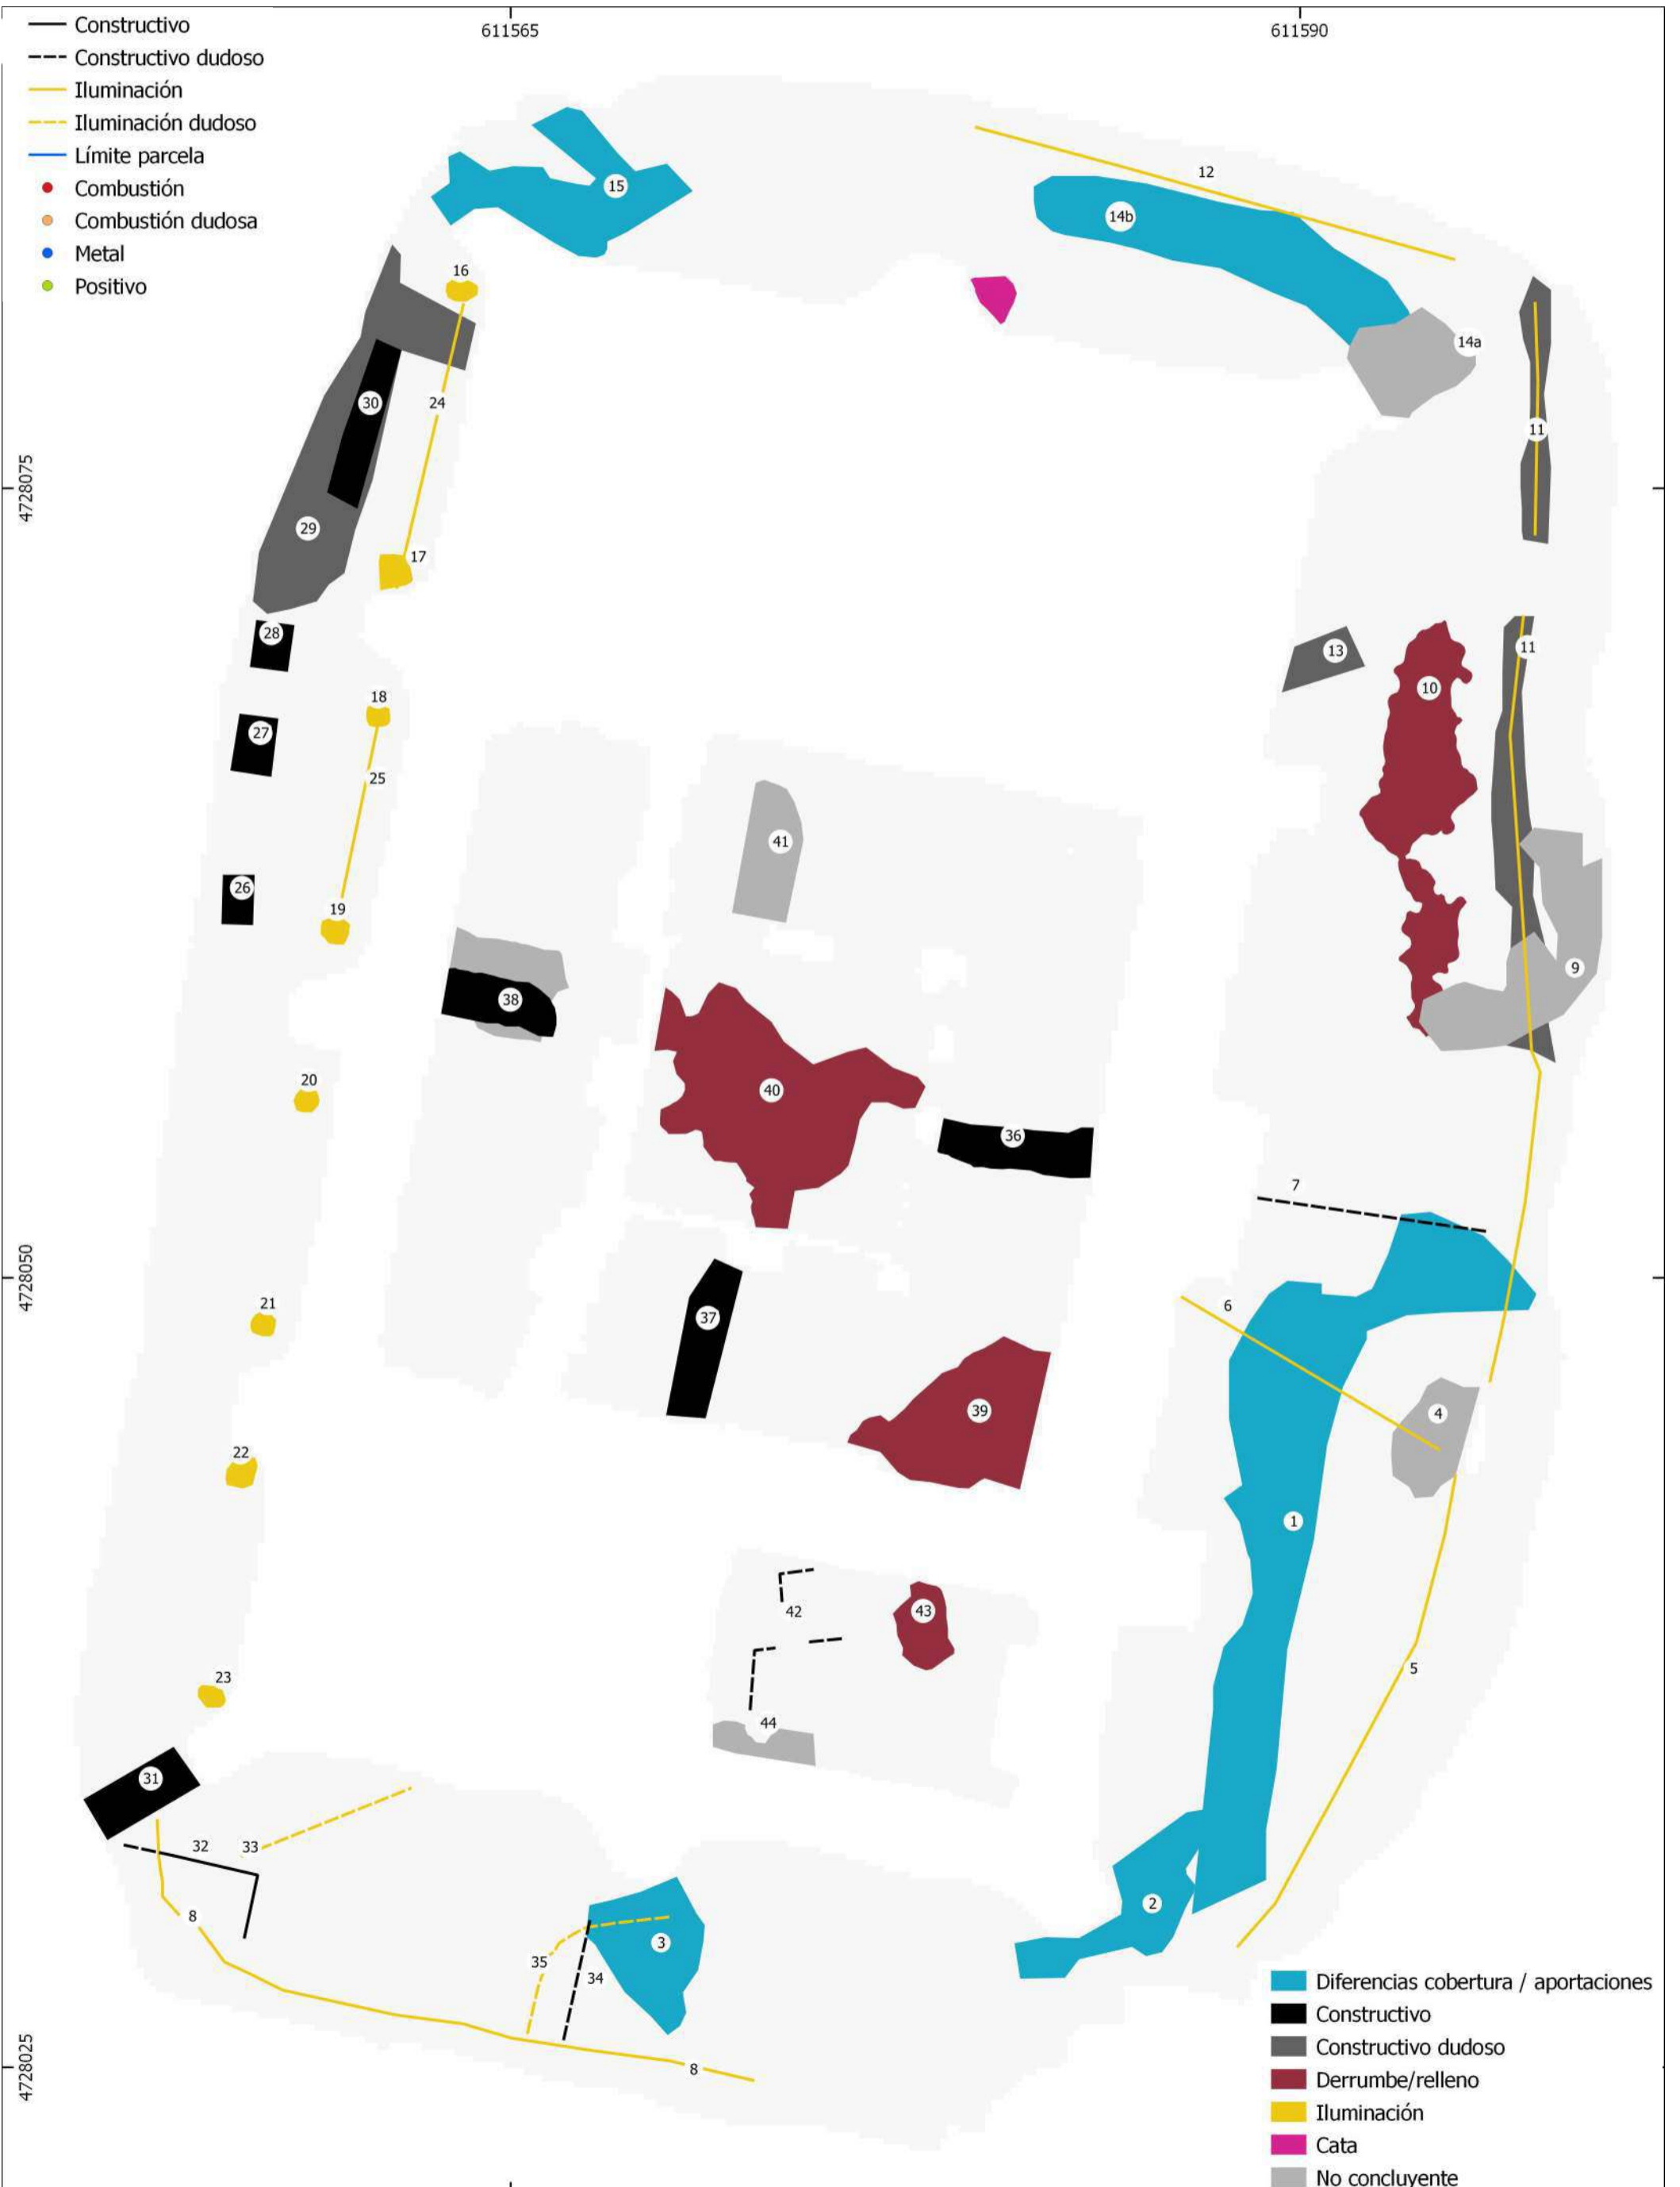 Constructivo
Constructivo dudoso
Iluminación
Iluminación dudoso
Límite parcela
Combustión
Combustión dudosa
Metal
Positivo
611565
611590
4728075
4728050
4728025
12
15
14b
16
14a
30
24
11
29
17
28
13
11
10
18
27
25
41
26
19
9
38
20
40
36
7
21
6
37
39
4
22
1
42
43
5
23
44
31
32
33
2
8
3
35
34
8
Diferencias cobertura / aportaciones
Constructivo
Constructivo dudoso
Derrumbe/relleno
Iluminación
Cata
No concluyente